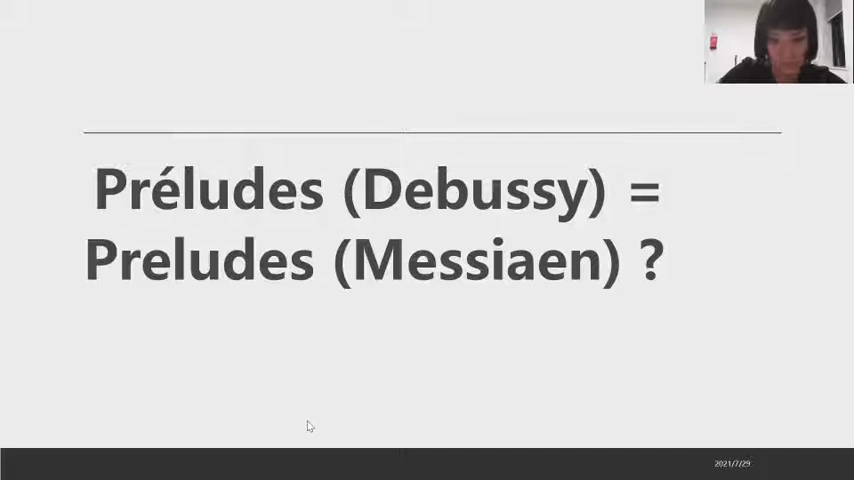 Préludes (Debussy) =
Preludes (Messiaen) ?
2021/7/29